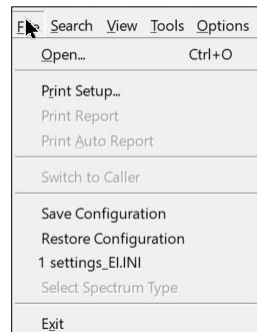 File Search View Tools Options
Open... Ctrl+O
Print Setup...
Print Report
Print Auto Report
Switch to Caller
Save Configuration
Restore Configuration
1 settings_EI.INI
Select Spectrum Type
Exit